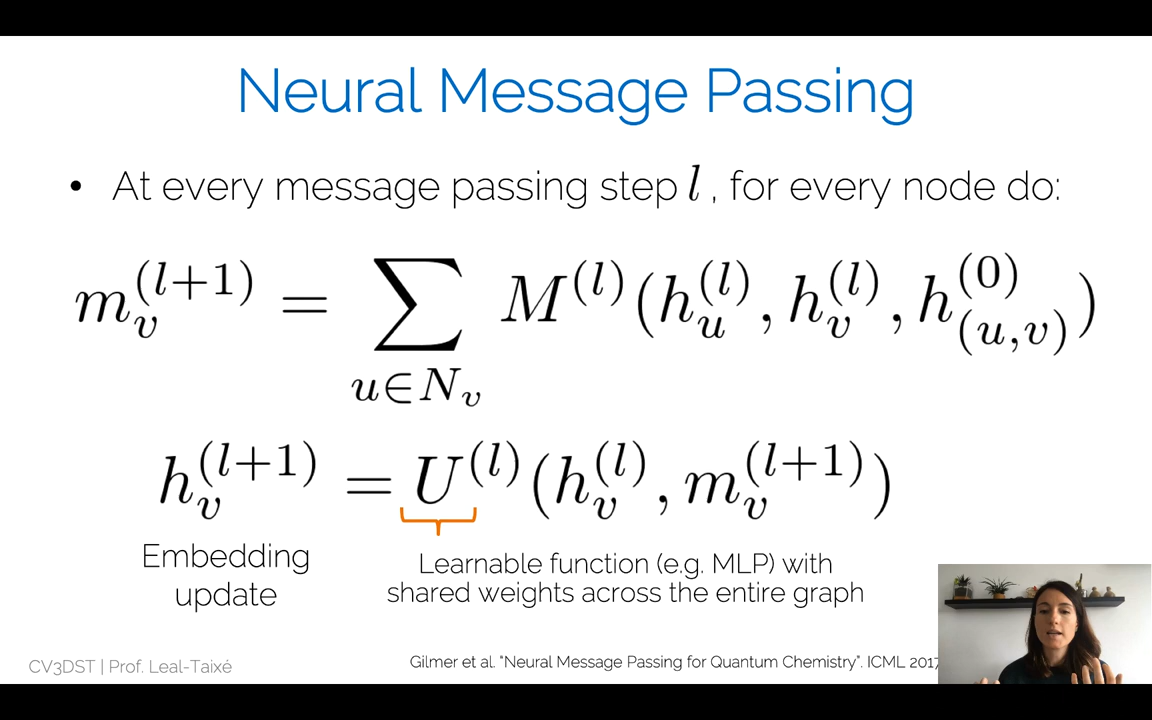 Neural Message Passing
• At every message passing step l , for every node do:
m_v^{(l+1)} = \sum_{u \in N_v} M^{(l)}(h_u^{(l)}, h_v^{(l)}, h_{(u,v)}^{(0)})
h_v^{(l+1)} = U^{(l)}(h_v^{(l)}, m_v^{(l+1)})
Embedding
update
Learnable function (e.g. MLP) with
shared weights across the entire graph
CV3DST | Prof. Leal-Taixé
Gilmer et al. "Neural Message Passing for Quantum Chemistry". ICML 2017